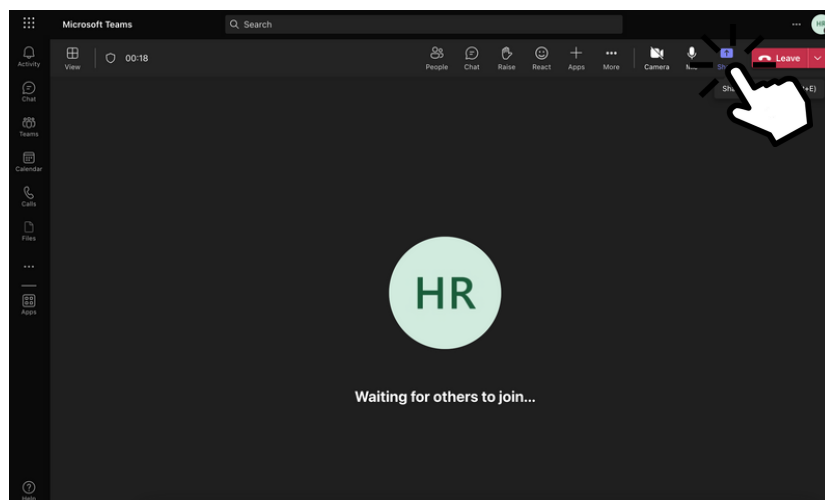 Microsoft Teams
Search
HR
Activity
View
00:18
People
Chat
Raise
React
Apps
More
Camera
Leave
Chat
Teams
Calendar
Calls
Files
Apps
HR
Waiting for others to join...
Help